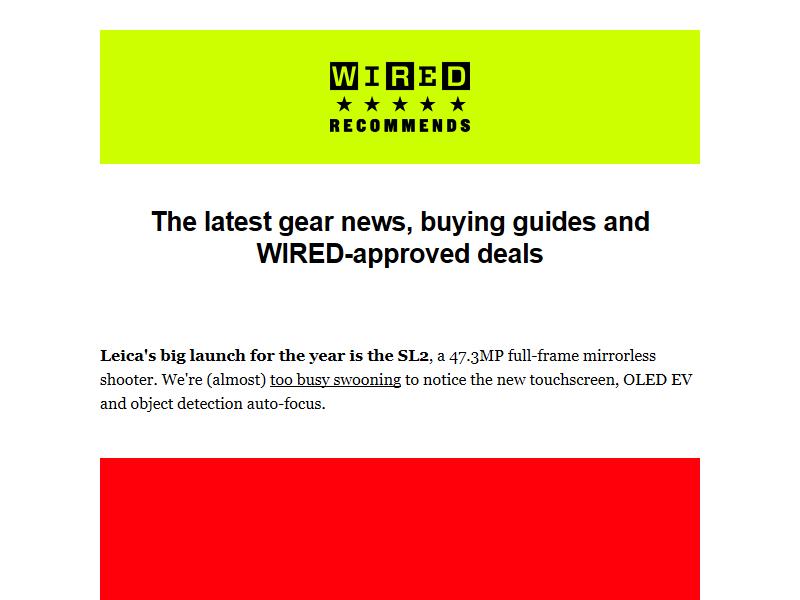 WIRED
RECOMMENDS
The latest gear news, buying guides and
WIRED-approved deals
Leica's big launch for the year is the SL2, a 47.3MP full-frame mirrorless
shooter. We're (almost) too busy swooning to notice the new touchscreen, OLED EV
and object detection auto-focus.